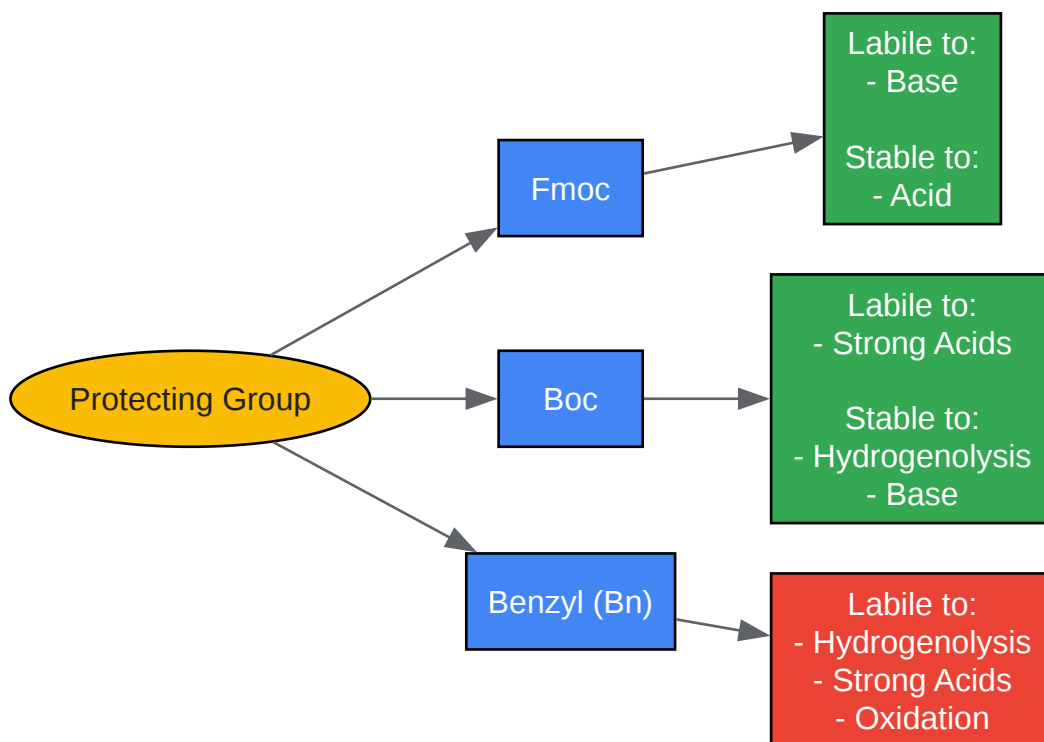 Protecting Group
Fmoc
Labile to:
- Base
Stable to:
- Acid
Boc
Labile to:
- Strong Acids
Stable to:
- Hydrogenolysis
- Base
Benzyl (Bn)
Labile to:
- Hydrogenolysis
- Strong Acids
- Oxidation